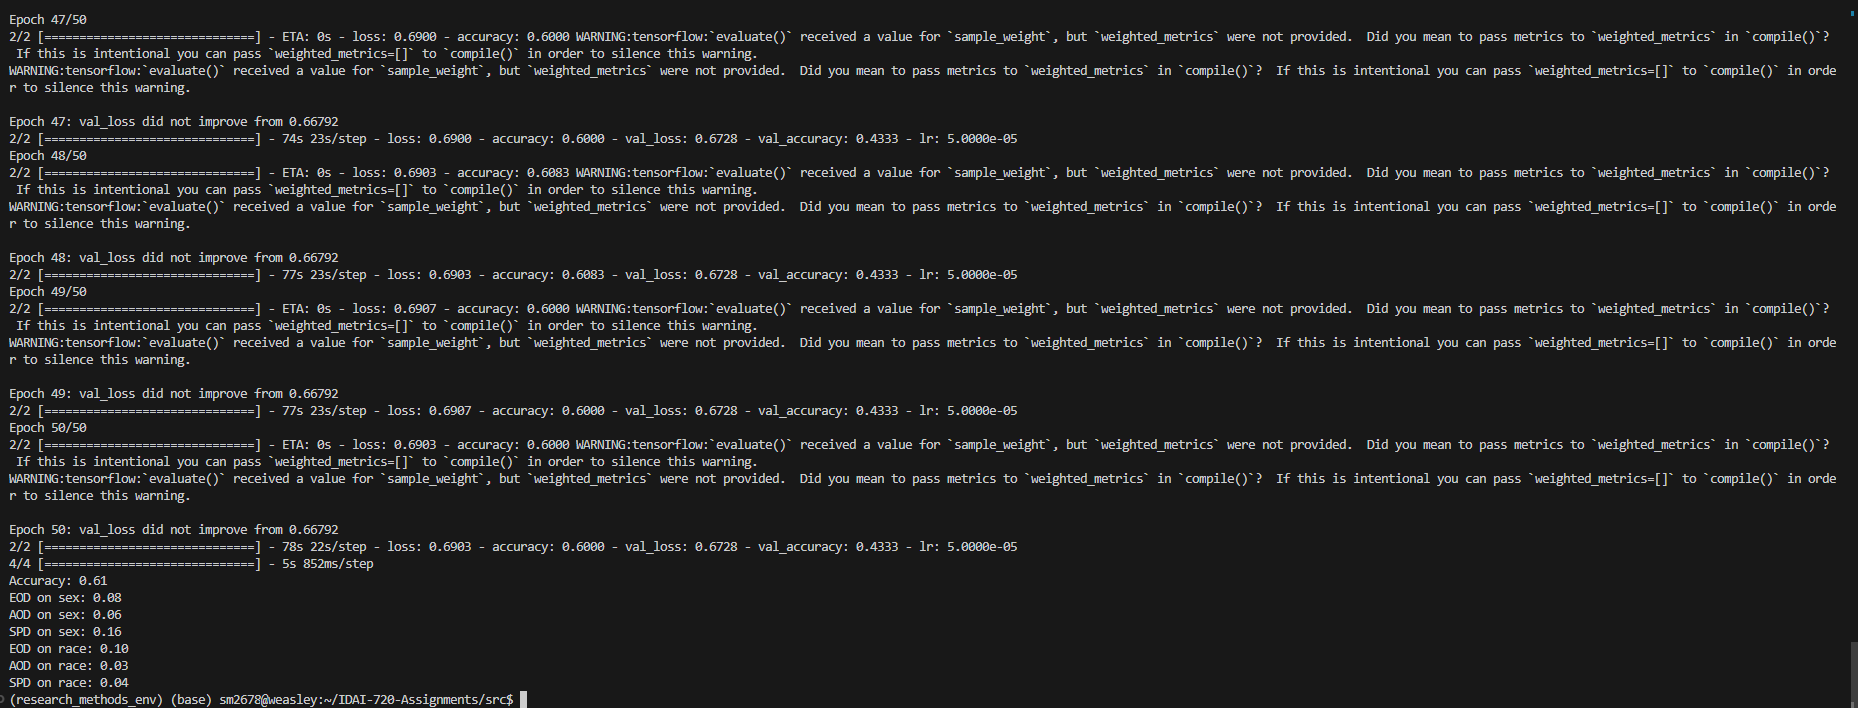 Epoch 47/50
2/2 [==============================] - ETA: 0s - loss: 0.6900 - accuracy: 0.6000 WARNING:tensorflow:`evaluate()` received a value for `sample_weight`, but `weighted_metrics` were not provided.  Did you mean to pass metrics to `weighted_metrics` in `compile()`?
 If this is intentional you can pass `weighted_metrics=[]` to `compile()` in order to silence this warning.
WARNING:tensorflow:`evaluate()` received a value for `sample_weight`, but `weighted_metrics` were not provided.  Did you mean to pass metrics to `weighted_metrics` in `compile()`?  If this is intentional you can pass `weighted_metrics=[]` to `compile()` in orde
r to silence this warning.

Epoch 47: val_loss did not improve from 0.66792
2/2 [==============================] - 74s 23s/step - loss: 0.6900 - accuracy: 0.6000 - val_loss: 0.6728 - val_accuracy: 0.4333 - lr: 5.0000e-05
Epoch 48/50
2/2 [==============================] - ETA: 0s - loss: 0.6903 - accuracy: 0.6083 WARNING:tensorflow:`evaluate()` received a value for `sample_weight`, but `weighted_metrics` were not provided.  Did you mean to pass metrics to `weighted_metrics` in `compile()`?
 If this is intentional you can pass `weighted_metrics=[]` to `compile()` in order to silence this warning.
WARNING:tensorflow:`evaluate()` received a value for `sample_weight`, but `weighted_metrics` were not provided.  Did you mean to pass metrics to `weighted_metrics` in `compile()`?  If this is intentional you can pass `weighted_metrics=[]` to `compile()` in orde
r to silence this warning.

Epoch 48: val_loss did not improve from 0.66792
2/2 [==============================] - 77s 23s/step - loss: 0.6903 - accuracy: 0.6083 - val_loss: 0.6728 - val_accuracy: 0.4333 - lr: 5.0000e-05
Epoch 49/50
2/2 [==============================] - ETA: 0s - loss: 0.6907 - accuracy: 0.6000 WARNING:tensorflow:`evaluate()` received a value for `sample_weight`, but `weighted_metrics` were not provided.  Did you mean to pass metrics to `weighted_metrics` in `compile()`?
 If this is intentional you can pass `weighted_metrics=[]` to `compile()` in order to silence this warning.
WARNING:tensorflow:`evaluate()` received a value for `sample_weight`, but `weighted_metrics` were not provided.  Did you mean to pass metrics to `weighted_metrics` in `compile()`?  If this is intentional you can pass `weighted_metrics=[]` to `compile()` in orde
r to silence this warning.

Epoch 49: val_loss did not improve from 0.66792
2/2 [==============================] - 77s 23s/step - loss: 0.6907 - accuracy: 0.6000 - val_loss: 0.6728 - val_accuracy: 0.4333 - lr: 5.0000e-05
Epoch 50/50
2/2 [==============================] - ETA: 0s - loss: 0.6903 - accuracy: 0.6000 WARNING:tensorflow:`evaluate()` received a value for `sample_weight`, but `weighted_metrics` were not provided.  Did you mean to pass metrics to `weighted_metrics` in `compile()`?
 If this is intentional you can pass `weighted_metrics=[]` to `compile()` in order to silence this warning.
WARNING:tensorflow:`evaluate()` received a value for `sample_weight`, but `weighted_metrics` were not provided.  Did you mean to pass metrics to `weighted_metrics` in `compile()`?  If this is intentional you can pass `weighted_metrics=[]` to `compile()` in orde
r to silence this warning.

Epoch 50: val_loss did not improve from 0.66792
2/2 [==============================] - 78s 22s/step - loss: 0.6903 - accuracy: 0.6000 - val_loss: 0.6728 - val_accuracy: 0.4333 - lr: 5.0000e-05
4/4 [==============================] - 5s 852ms/step
Accuracy: 0.61
EOD on sex: 0.08
AOD on sex: 0.06
SPD on sex: 0.16
EOD on race: 0.10
AOD on race: 0.03
SPD on race: 0.04
(research_methods_env) (base) sm2678@weasley:~/IDAI-720-Assignments/src$